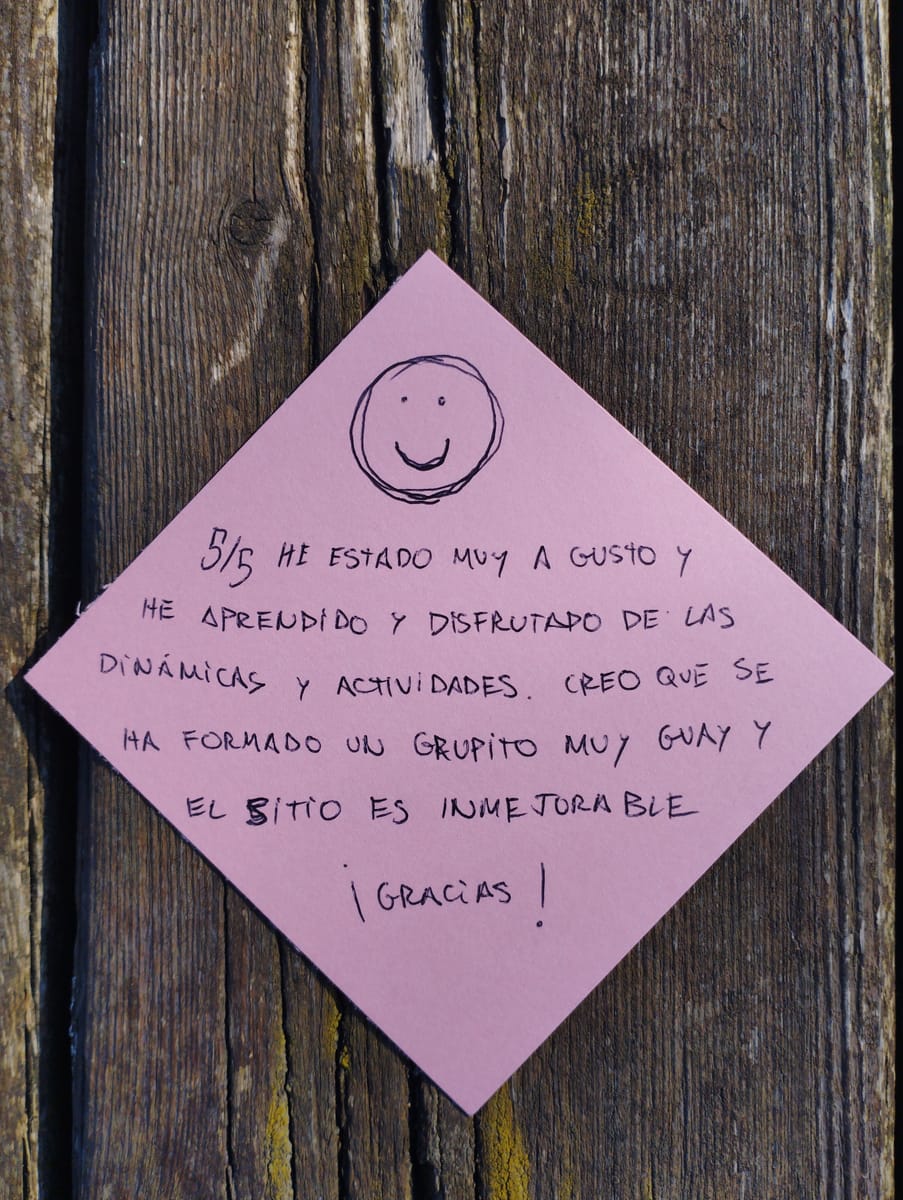 5/5 HE ESTADO MUY A GUSTO Y
HE APRENDIDO Y DISFRUTADO DE LAS
DINÁMICAS Y ACTIVIDADES. CREO QUE SE
HA FORMADO UN GRUPITO MUY GUAY Y
EL SITIO ES INMEJORABLE
¡GRACIAS!